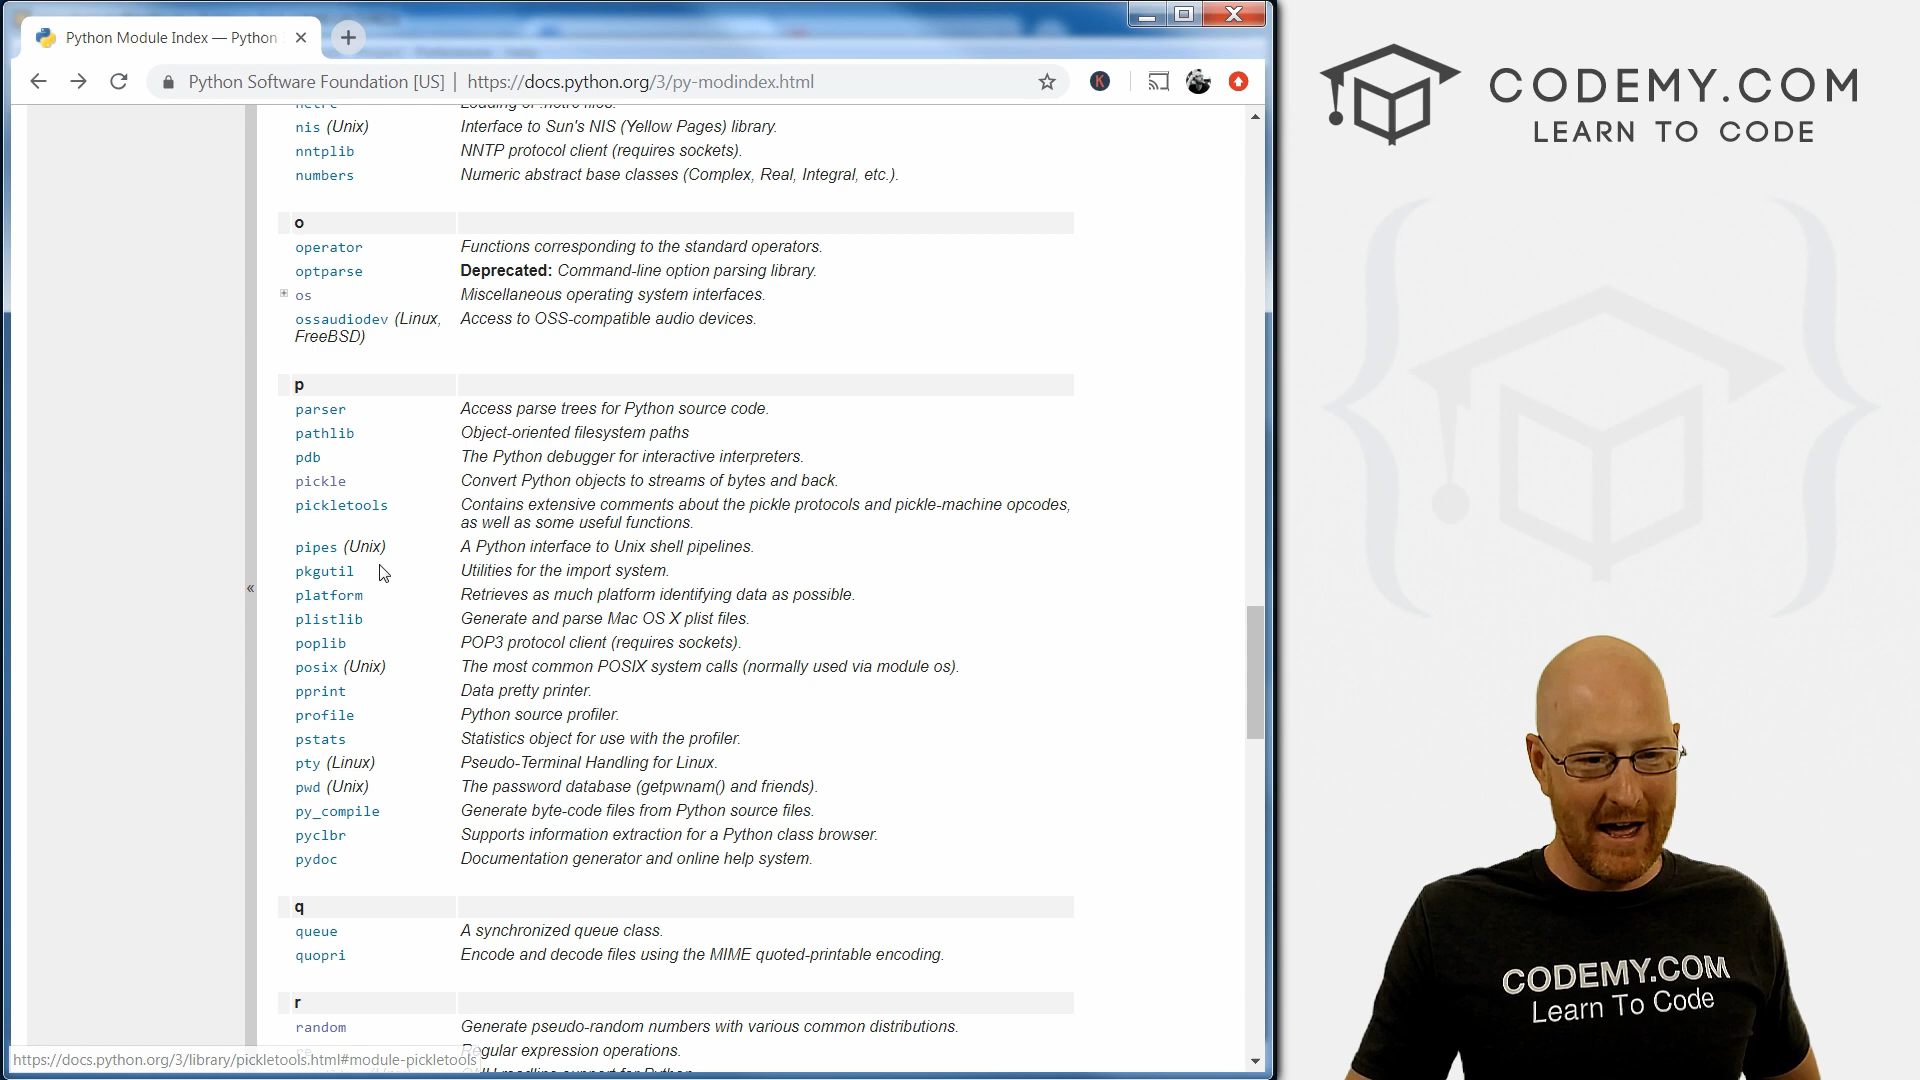 Python Module Index — Python
Python Software Foundation [US] | https://docs.python.org/3/py-modindex.html
K
netrc Loading of .netrc files.
nis (Unix) Interface to Sun's NIS (Yellow Pages) library.
nntplib NNTP protocol client (requires sockets).
numbers Numeric abstract base classes (Complex, Real, Integral, etc.).
o
operator Functions corresponding to the standard operators.
optparse Deprecated: Command-line option parsing library.
os Miscellaneous operating system interfaces.
ossaudiodev (Linux, Access to OSS-compatible audio devices.
FreeBSD)
p
parser Access parse trees for Python source code.
pathlib Object-oriented filesystem paths
pdb The Python debugger for interactive interpreters.
pickle Convert Python objects to streams of bytes and back.
pickletools Contains extensive comments about the pickle protocols and pickle-machine opcodes,
as well as some useful functions.
pipes (Unix) A Python interface to Unix shell pipelines.
pkgutil Utilities for the import system.
«
platform Retrieves as much platform identifying data as possible.
plistlib Generate and parse Mac OS X plist files.
poplib POP3 protocol client (requires sockets).
posix (Unix) The most common POSIX system calls (normally used via module os).
pprint Data pretty printer.
profile Python source profiler.
pstats Statistics object for use with the profiler.
pty (Linux) Pseudo-Terminal Handling for Linux.
pwd (Unix) The password database (getpwnam() and friends).
py_compile Generate byte-code files from Python source files.
pyclbr Supports information extraction for a Python class browser.
pydoc Documentation generator and online help system.
q
queue A synchronized queue class.
quopri Encode and decode files using the MIME quoted-printable encoding.
r
random Generate pseudo-random numbers with various common distributions.
Regular expression operations.
https://docs.python.org/3/library/pickletools.html#module-pickletools
CODEMY.COM
LEARN TO CODE
CODEMY.COM
Learn To Code